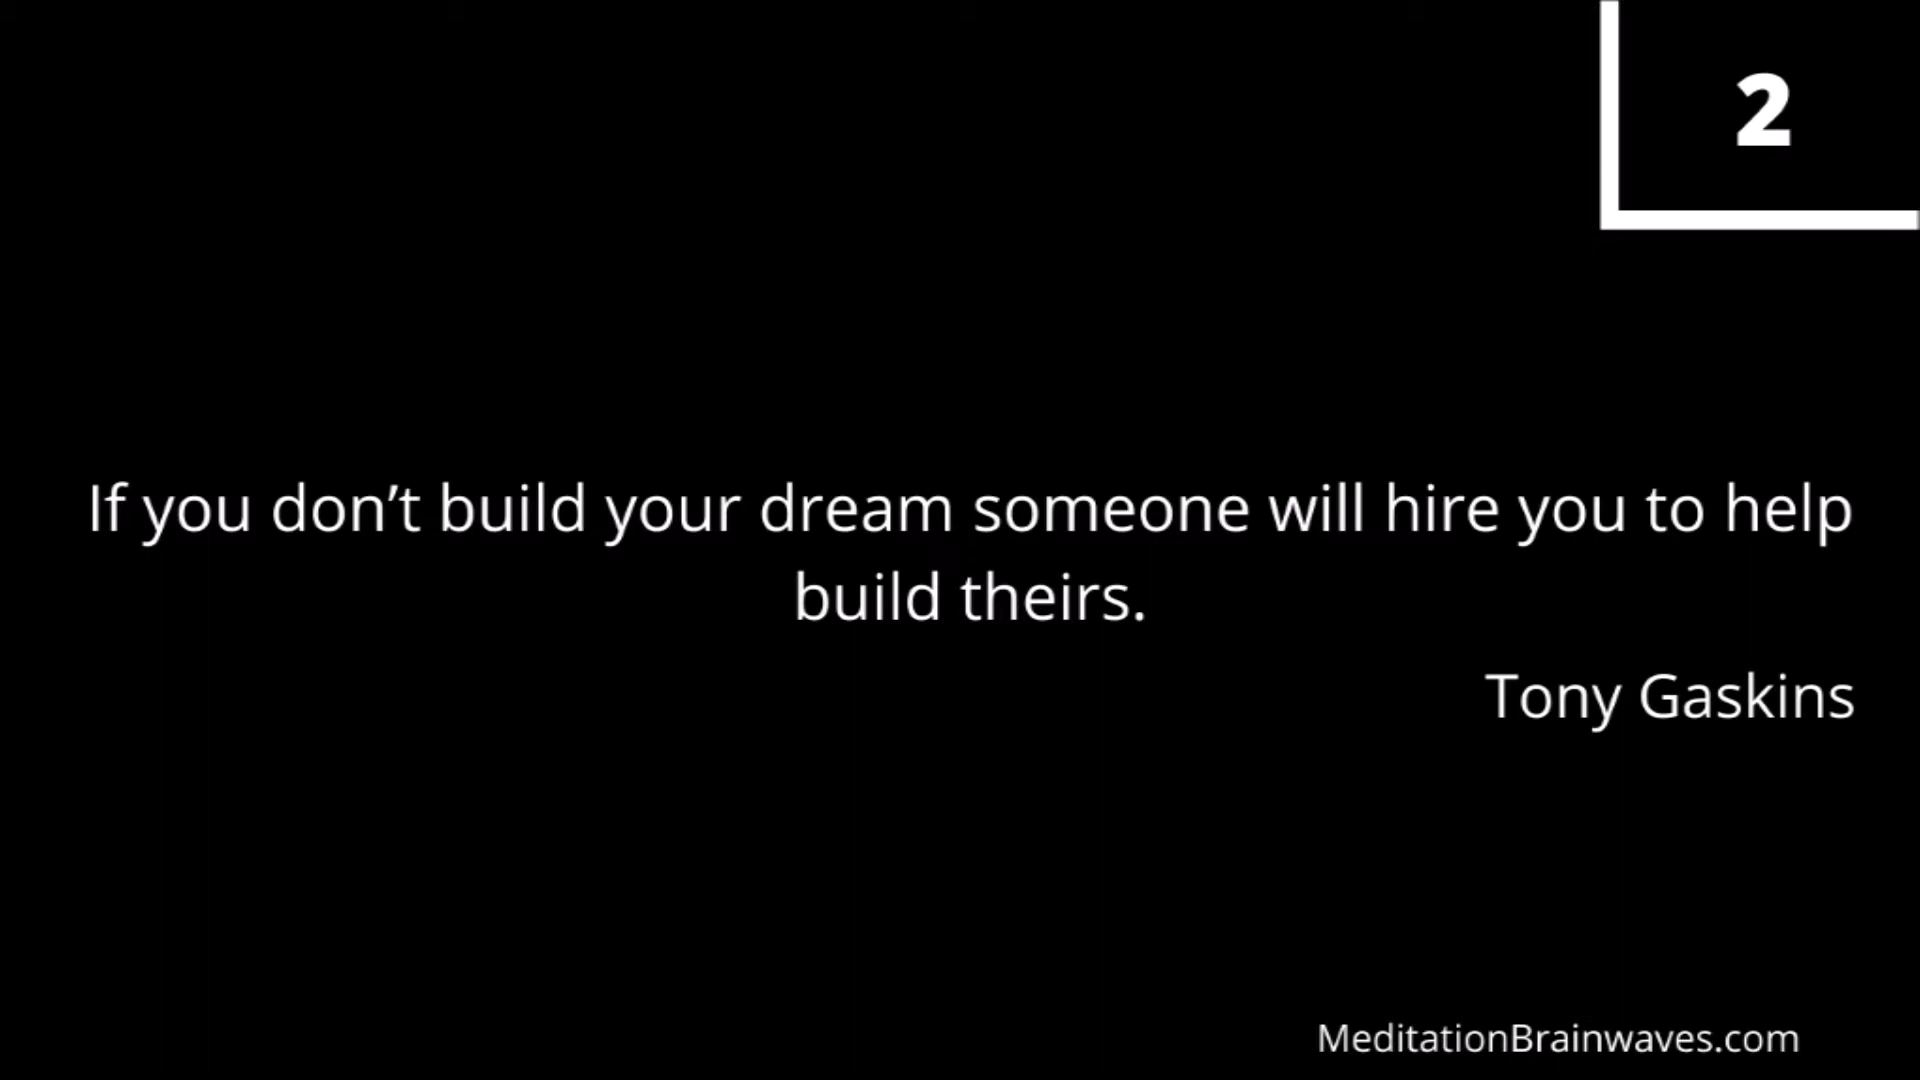 2
If you don’t build your dream someone will hire you to help
build theirs.
Tony Gaskins
MeditationBrainwaves.com